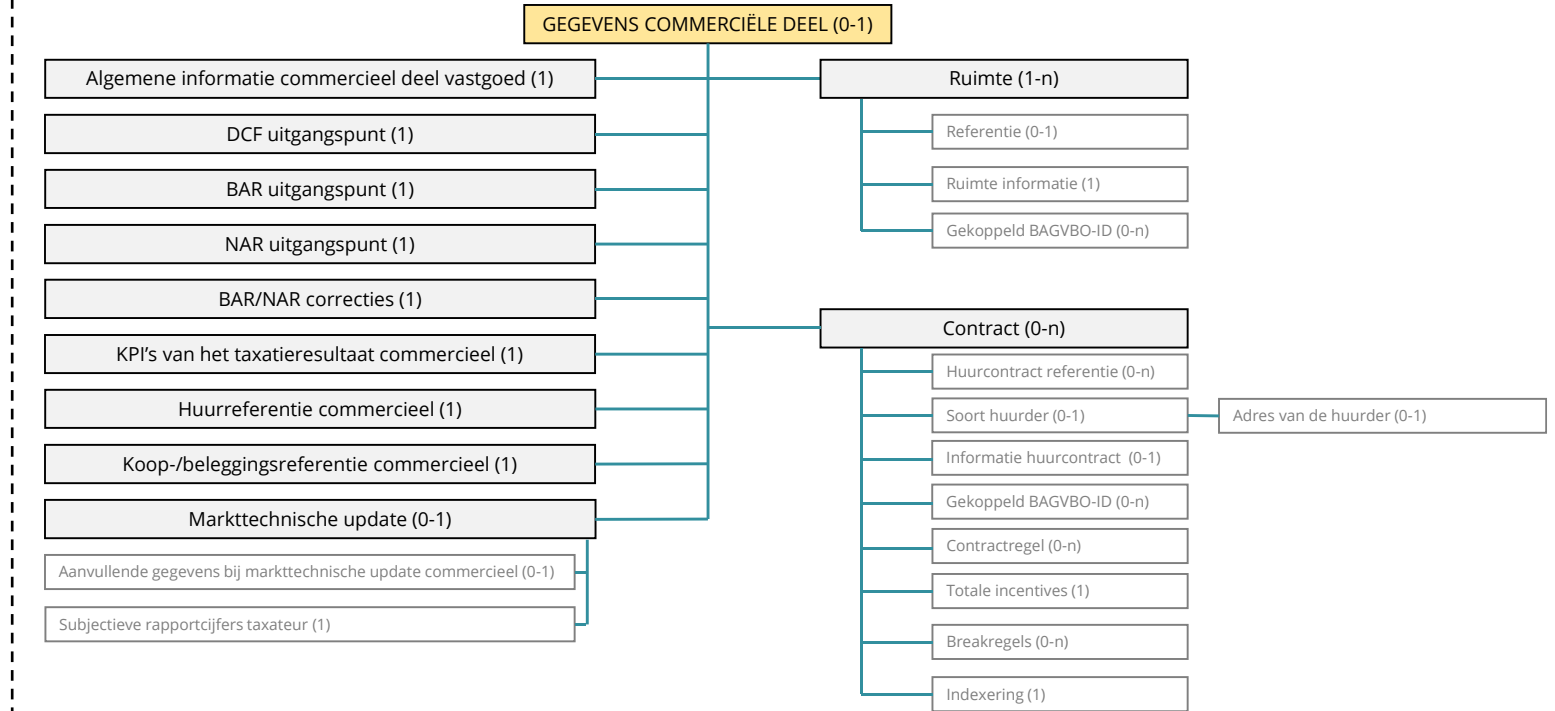 GEGEVENS COMMERCIËLE DEEL (0-1)
Algemene informatie commercieel deel vastgoed (1)
DCF uitgangspunt (1)
BAR uitgangspunt (1)
NAR uitgangspunt (1)
BAR/NAR correcties (1)
KPI’s van het taxatieresultaat commercieel (1)
Huurreferentie commercieel (1)
Koop-/beleggingsreferentie commercieel (1)
Markttechnische update (0-1)
Aanvullende gegevens bij markttechnische update commercieel (0-1)
Subjectieve rapportcijfers taxateur (1)
Ruimte (1-n)
Referentie (0-1)
Ruimte informatie (1)
Gekoppeld BAGVBO-ID (0-n)
Contract (0-n)
Huurcontract referentie (0-n)
Soort huurder (0-1)
Adres van de huurder (0-1)
Informatie huurcontract (0-1)
Gekoppeld BAGVBO-ID (0-n)
Contractregel (0-n)
Totale incentives (1)
Breakregels (0-n)
Indexering (1)